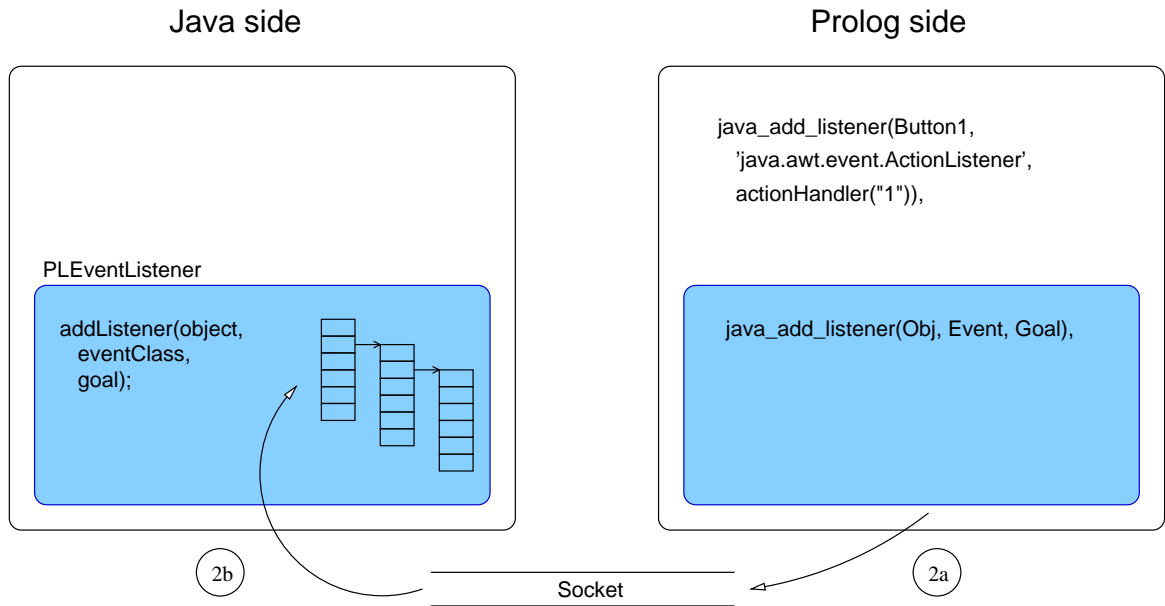 Java side
Prolog side
java_add_listener(Button1,
’java.awt.event.ActionListener’,
actionHandler("1")),
PLEventListener
addListener(object,
eventClass,
goal);
java_add_listener(Obj, Event, Goal),
2b
Socket
2a